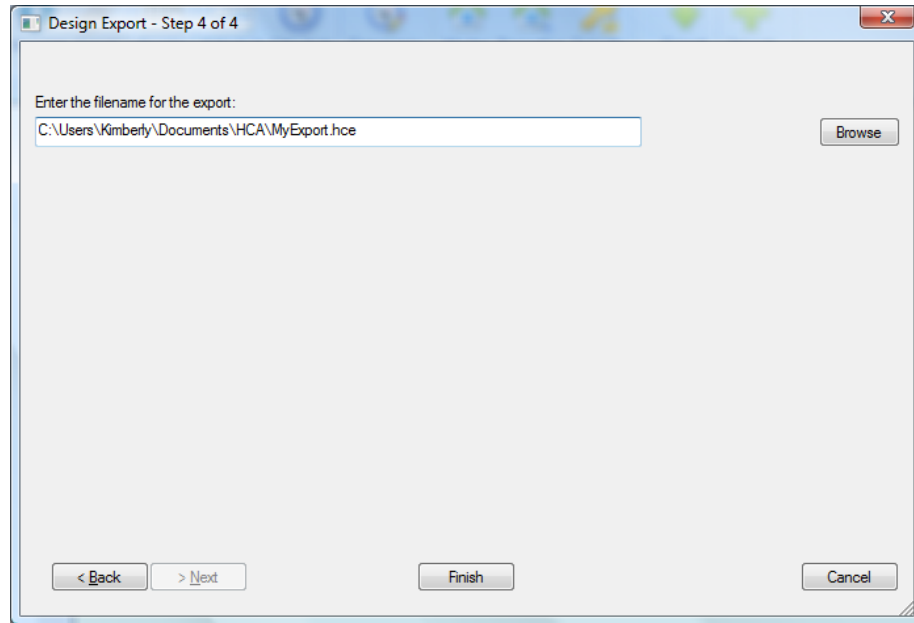 Design Export - Step 4 of 4
Enter the filename for the export:
C:\Users\Kimberly\Documents\HCA\MyExport.hce
Browse
< Back
> Next
Finish
Cancel